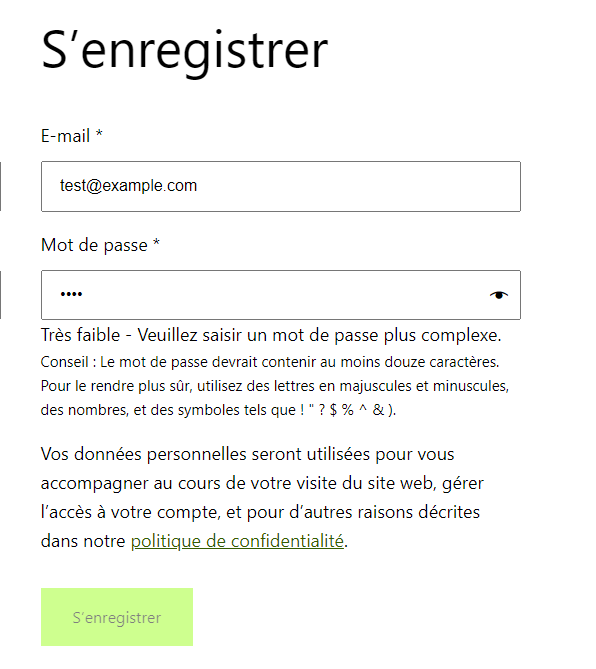 S’enregistrer
E-mail *
test@example.com
Mot de passe *
••••
Très faible - Veuillez saisir un mot de passe plus complexe.
Conseil : Le mot de passe devrait contenir au moins douze caractères.
Pour le rendre plus sûr, utilisez des lettres en majuscules et minuscules,
des nombres, et des symboles tels que ! " ? $ % ^ & ).
Vos données personnelles seront utilisées pour vous
accompagner au cours de votre visite du site web, gérer
l’accès à votre compte, et pour d’autres raisons décrites
dans notre politique de confidentialité.
S’enregistrer